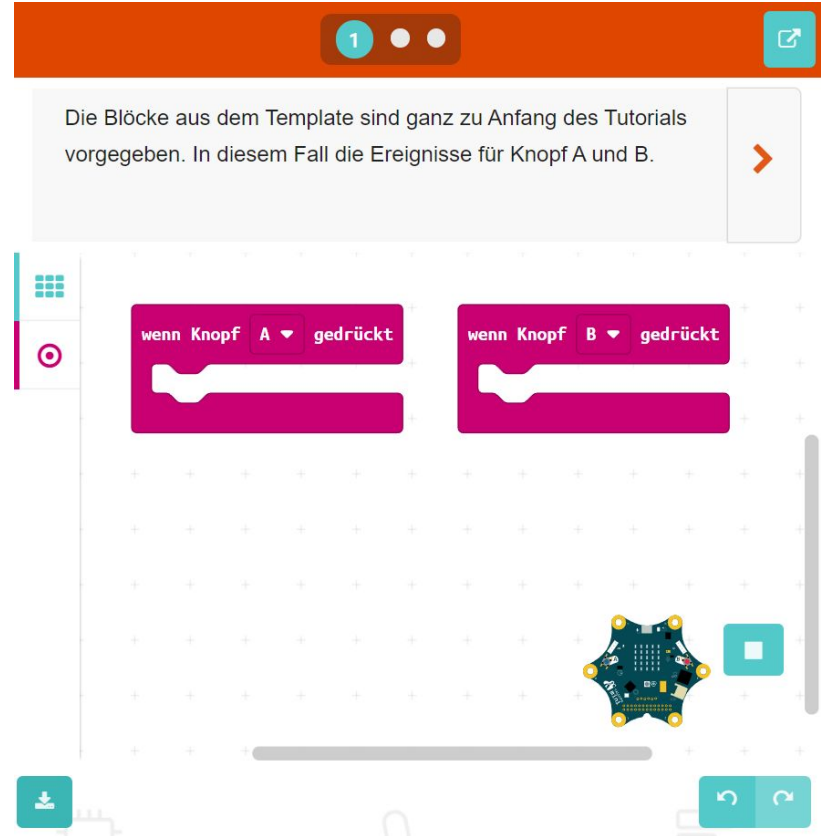 1
Die Blöcke aus dem Template sind ganz zu Anfang des Tutorials
vorgegeben. In diesem Fall die Ereignisse für Knopf A und B.
wenn Knopf A gedrückt
wenn Knopf B gedrückt